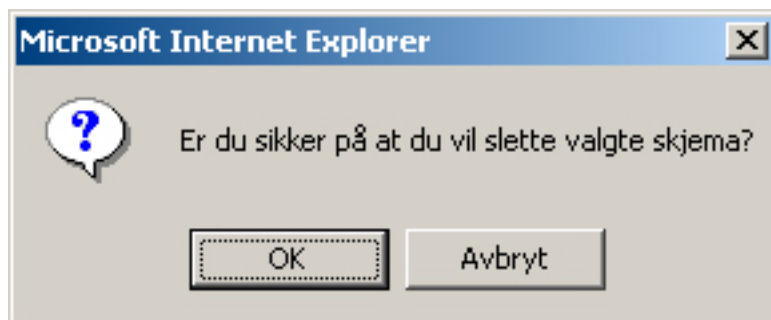 Microsoft Internet Explorer
Er du sikker på at du vil slette valgte skjema?
OK
Avbryt